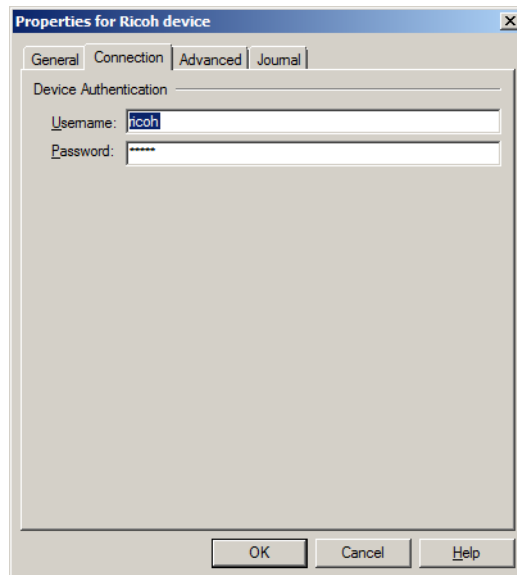 Properties for Ricoh device
General Connection Advanced Journal
Device Authentication
Username: ricoh
Password: *****
OK Cancel Help